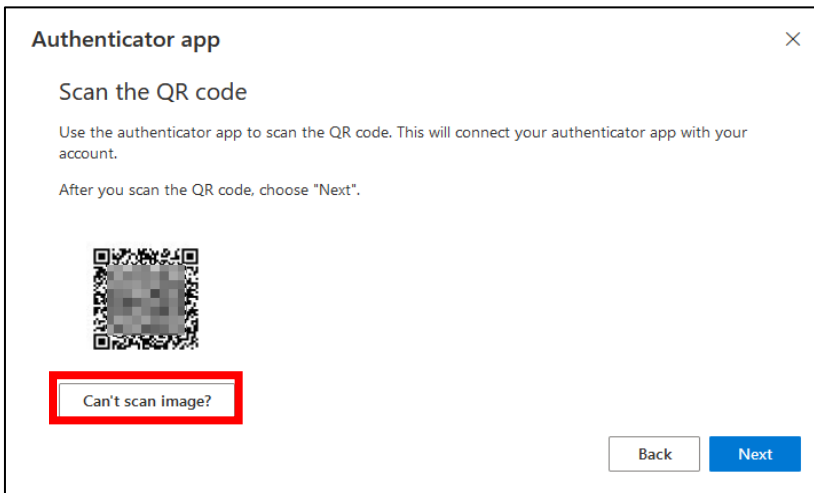 Authenticator app
Scan the QR code
Use the authenticator app to scan the QR code. This will connect your authenticator app with your
account.
After you scan the QR code, choose "Next".
Can't scan image?
Back
Next